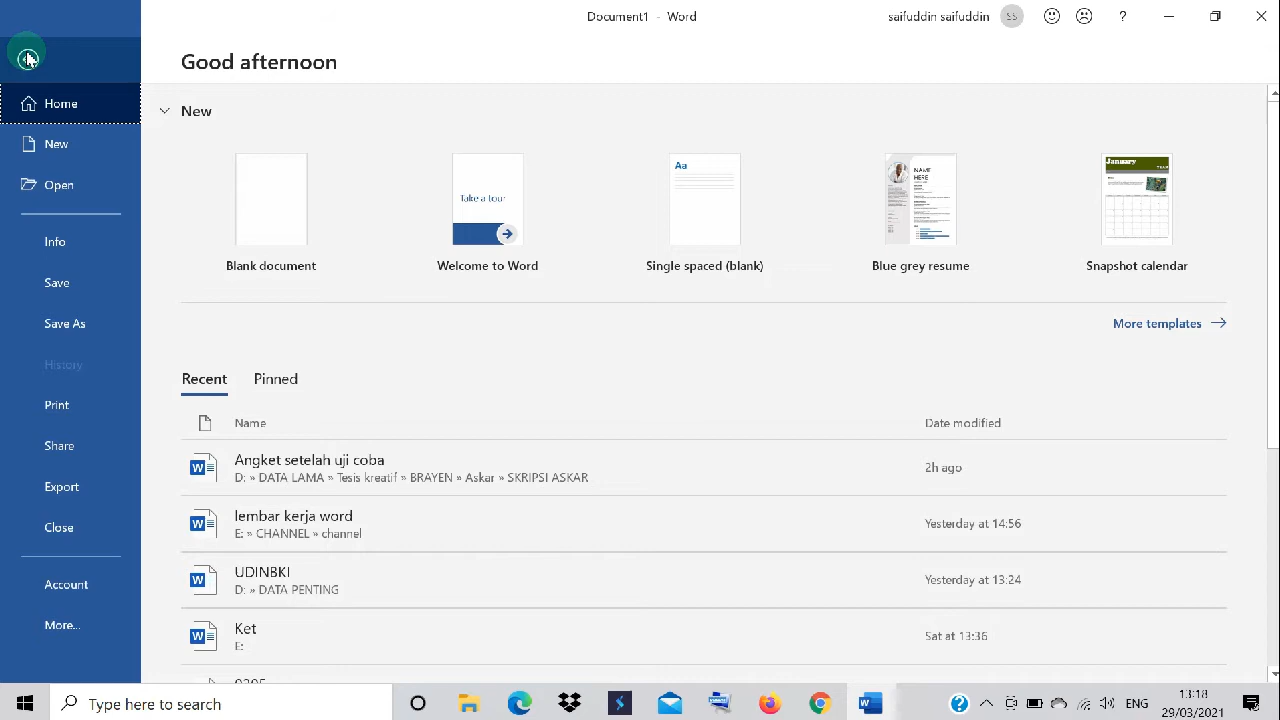 Document1 - Word
saifuddin saifuddin
SS
?
Good afternoon
Home
New
Open
Info
Save
Save As
History
Print
Share
Export
Close
Account
More...
New
Take a tour
Aa
NAME
HERE
January
Blank document
Welcome to Word
Single spaced (blank)
Blue grey resume
Snapshot calendar
More templates
Recent Pinned
Name Date modified
Angket setelah uji coba
D: » DATA LAMA » Tesis kreatif » BRAYEN » Askar » SKRIPSI ASKAR
2h ago
lembar kerja word
E: » CHANNEL » channel
Yesterday at 14:56
UDINBKI
D: » DATA PENTING
Yesterday at 13:24
Ket
E:
Sat at 13:36
Type here to search
ENG
13:18
29/03/2021